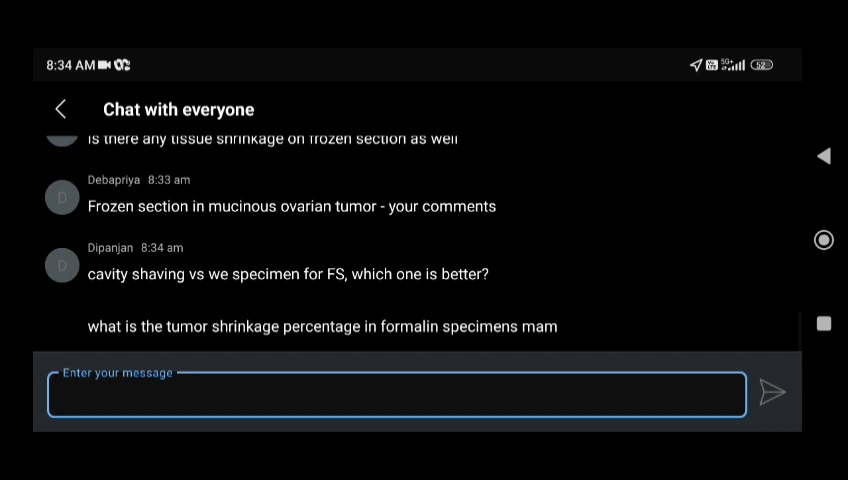 8:34 AM
5G+
52
Chat with everyone
is there any tissue shrinkage on frozen section as well
D
Debapriya 8:33 am
Frozen section in mucinous ovarian tumor - your comments
D
Dipanjan 8:34 am
cavity shaving vs we specimen for FS, which one is better?
what is the tumor shrinkage percentage in formalin specimens mam
Enter your message